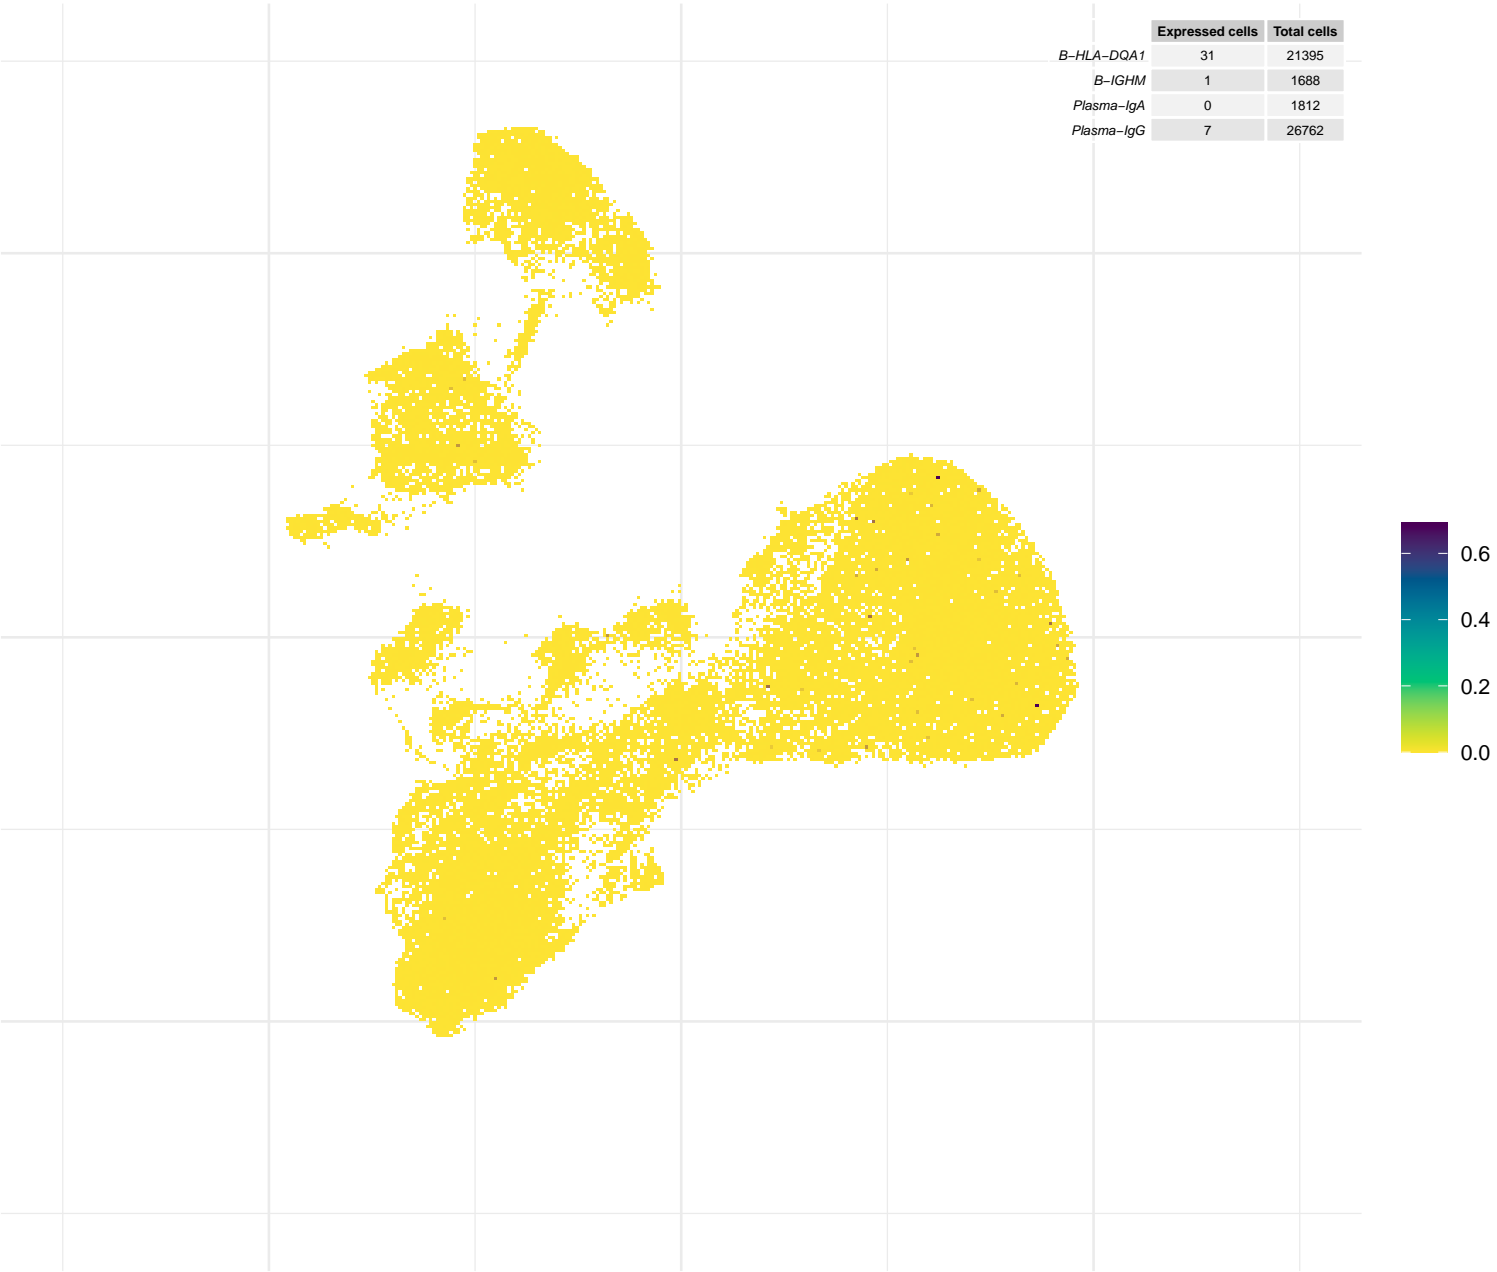 Expressed cells Total cells
B−HLA−DQA1 31 21395
B−IGHM 1 1688
Plasma−IgA 0 1812
Plasma−IgG 7 26762
0.6
0.4
0.2
0.0